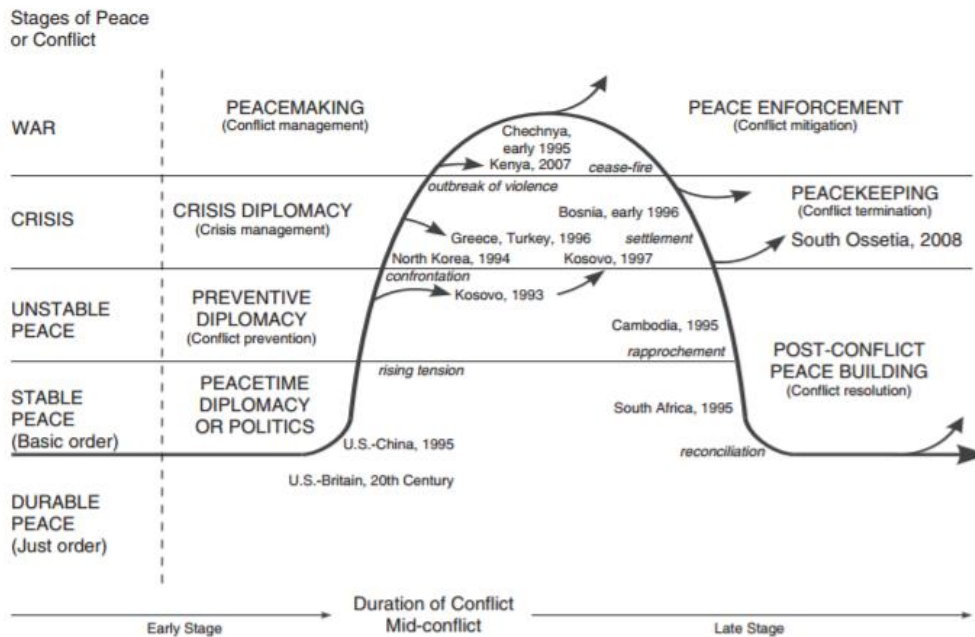 Stages of Peace
or Conflict
WAR
PEACEMAKING
(Conflict management)
Chechnya,
early 1995
Kenya, 2007
cease-fire
PEACE ENFORCEMENT
(Conflict mitigation)
outbreak of violence
CRISIS
CRISIS DIPLOMACY
(Crisis management)
Bosnia, early 1996
Greece, Turkey, 1996
settlement
North Korea, 1994
Kosovo, 1997
PEACEKEEPING
(Conflict termination)
South Ossetia, 2008
confrontation
UNSTABLE
PEACE
PREVENTIVE
DIPLOMACY
(Conflict prevention)
Kosovo, 1993
Cambodia, 1995
rapprochement
POST-CONFLICT
PEACE BUILDING
(Conflict resolution)
rising tension
STABLE
PEACE
(Basic order)
PEACETIME
DIPLOMACY
OR POLITICS
South Africa, 1995
U.S.-China, 1995
reconciliation
U.S.-Britain, 20th Century
DURABLE
PEACE
(Just order)
Early Stage
Duration of Conflict
Mid-conflict
Late Stage